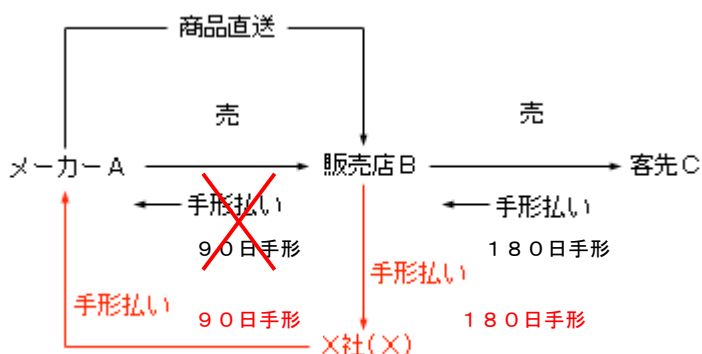 商品直送
売
売
メーカーA
販売店B
客先C
手形払い
手形払い
90日手形
180日手形
手形払い
手形払い
90日手形
180日手形
X社(X)